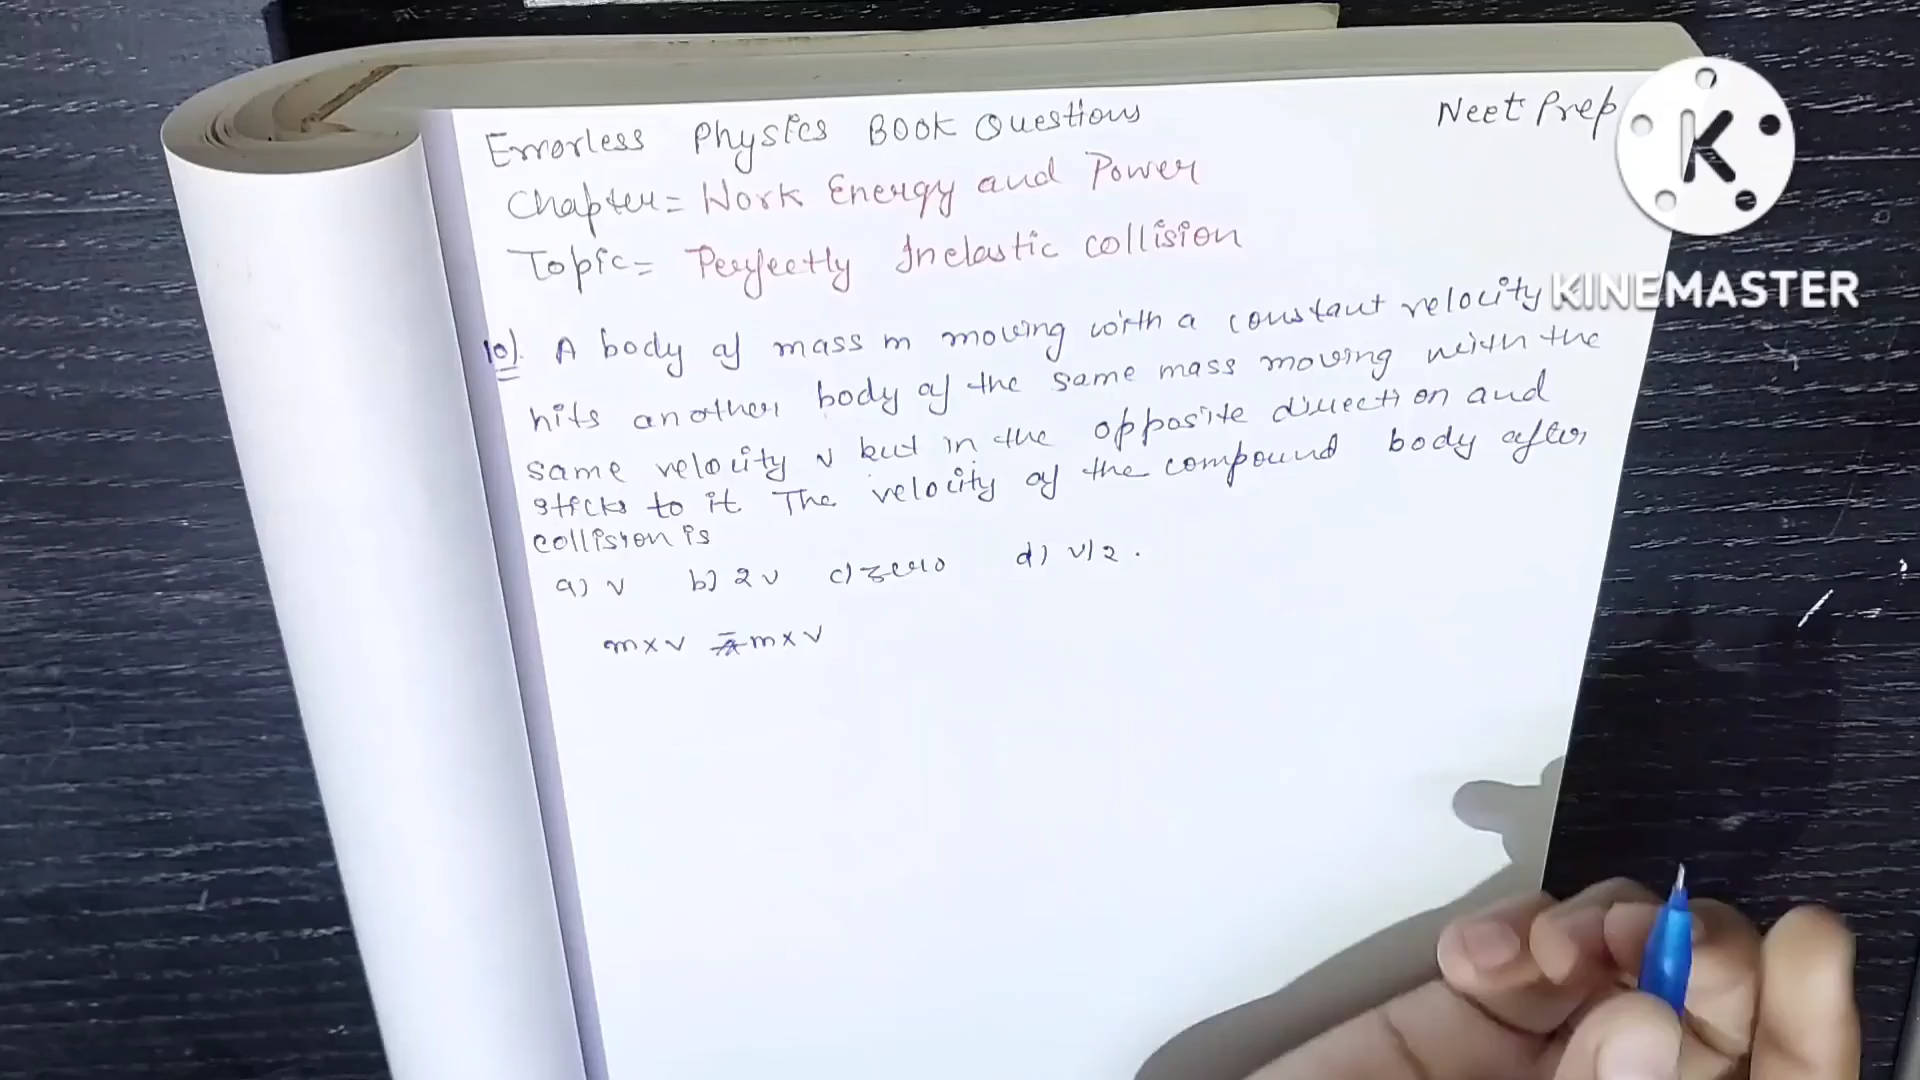 Errorless Physics Book Questions
Neet Prep
Chapter = Work Energy and Power
Topic = Perfectly Inelastic collision
K
KINEMASTER
10). A body of mass m moving with a constant velocity
hits another body of the same mass moving with the
same velocity v but in the opposite direction and
sticks to it. The velocity of the compound body after
collision is
a) v b) 2v c) zero d) v/2.
m x v - m x v